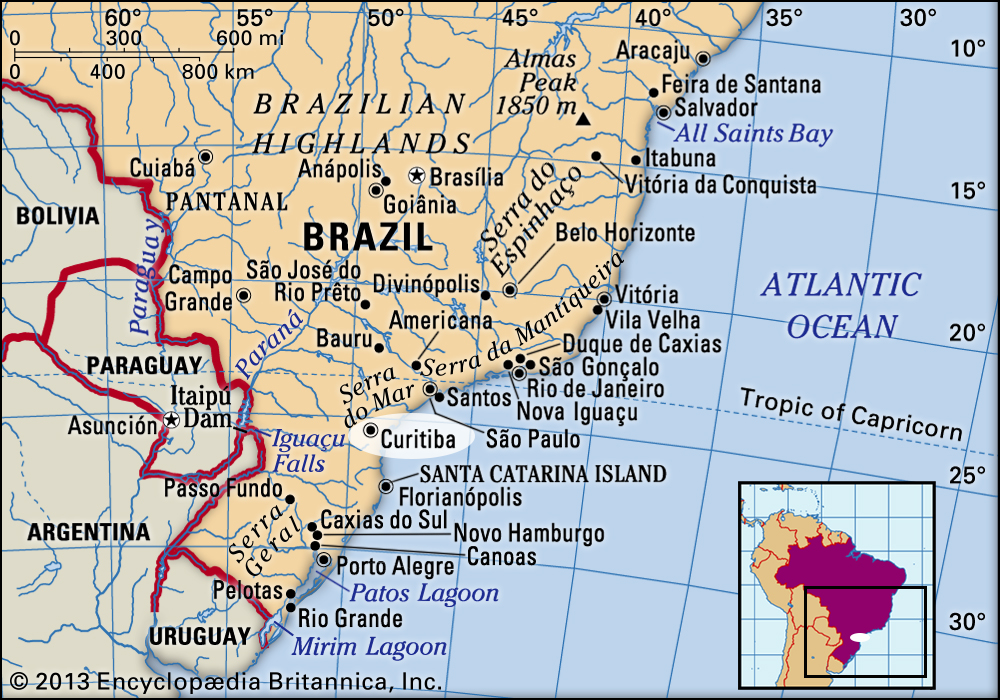 60°
55°
50°
45°
40°
35°
30°
0 300 600 mi
0 400 800 km
10°
Aracaju
Almas
Peak
1850 m
Feira de Santana
Salvador
All Saints Bay
BRAZILIAN
HIGHLANDS
Cuiabá
Anápolis
Brasília
Goiânia
Itabuna
Vitória da Conquista
15°
PANTANAL
BOLIVIA
BRAZIL
Serra do
Espinhaço
Belo Horizonte
Paraguay
Campo
Grande
São José do
Rio Prêto
Divinópolis
ATLANTIC
OCEAN
Vitória
Vila Velha
20°
Americana
Serra da Mantiqueira
Paraná
Bauru
Duque de Caxias
São Gonçalo
Rio de Janeiro
Nova Iguaçu
PARAGUAY
Serra
do Mar
Santos
Itaipú
Dam
Asunción
Tropic of Capricorn
Iguaçu
Falls
Curitiba
São Paulo
25°
SANTA CATARINA ISLAND
Florianópolis
Passo Fundo
ARGENTINA
Serra
Geral
Caxias do Sul
Novo Hamburgo
Canoas
Porto Alegre
Pelotas
Patos Lagoon
Rio Grande
30°
URUGUAY
Mirim Lagoon
© 2013 Encyclopædia Britannica, Inc.